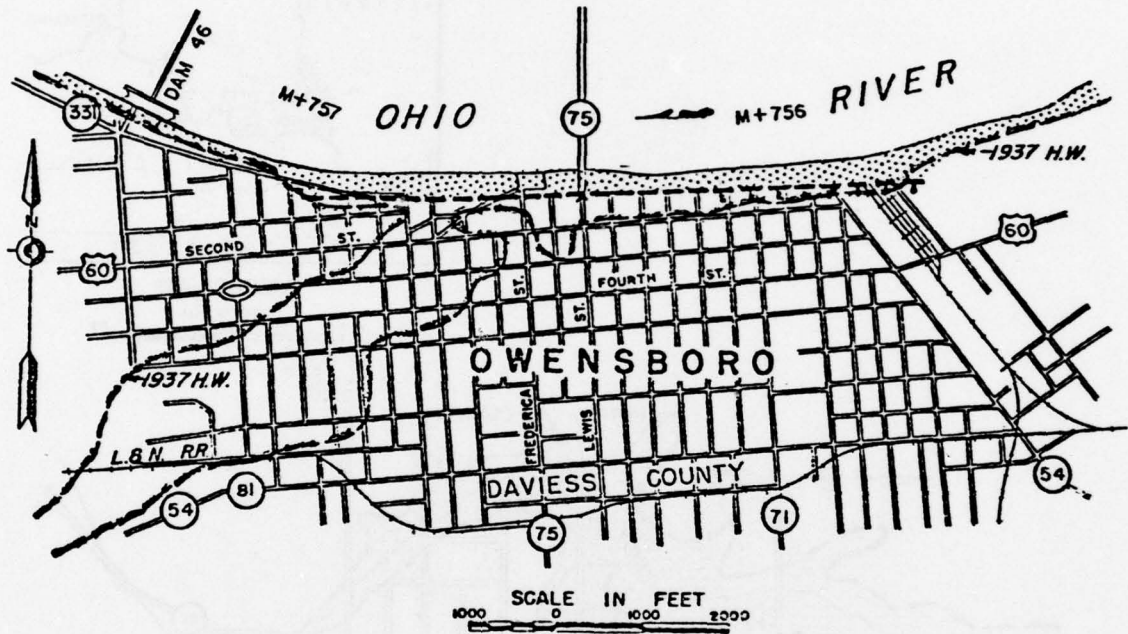 DAM 46
331
M+757
OHIO
75
M+756
RIVER
1937 H.W.
N
SECOND ST.
60
60
ST.
ST.
FOURTH ST.
OWENSBORO
1937 H.W.
FREDERICA
LEWIS
L.& N. RR
DAVIESS COUNTY
54
81
75
71
54
SCALE IN FEET
1000 0 1000 2000